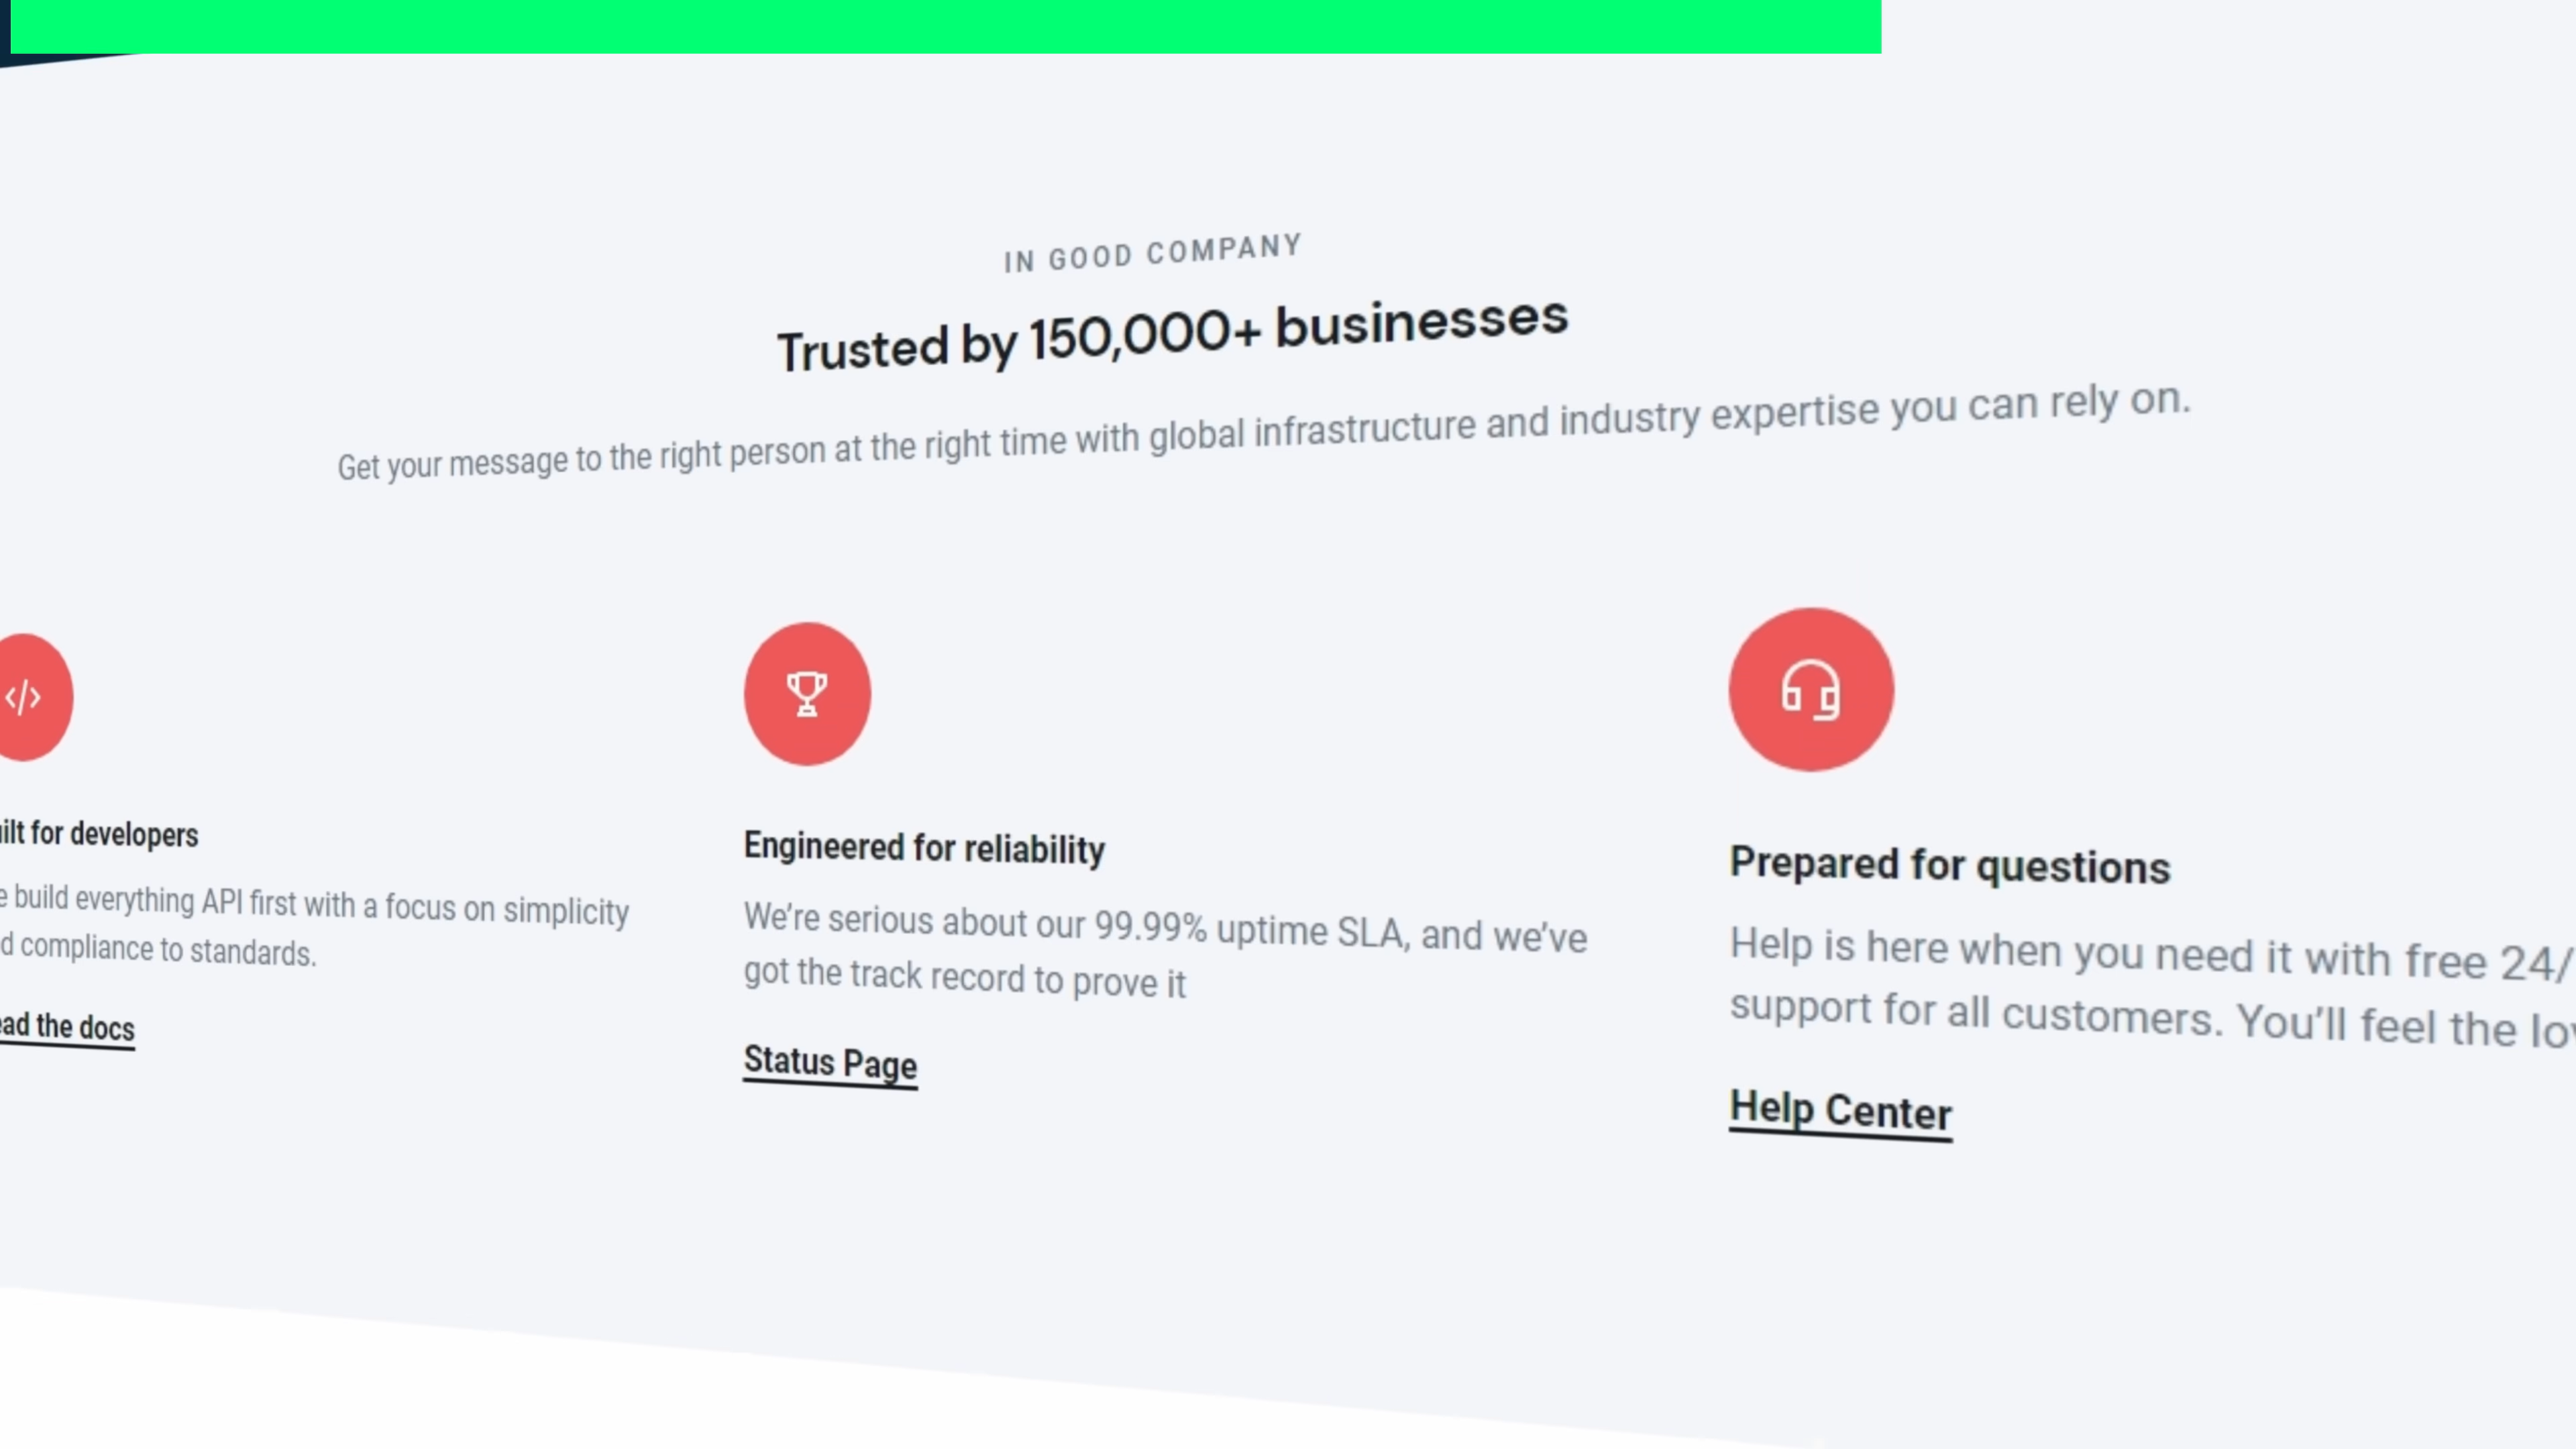 IN GOOD COMPANY
Trusted by 150,000+ businesses
Get your message to the right person at the right time with global infrastructure and industry expertise you can rely on.
for developers
build everything API first with a focus on simplicity
compliance to standards.
the docs
Engineered for reliability
We’re serious about our 99.99% uptime SLA, and we’ve
got the track record to prove it
Status Page
Prepared for questions
Help is here when you need it with free 24/
support for all customers. You’ll feel the
Help Center